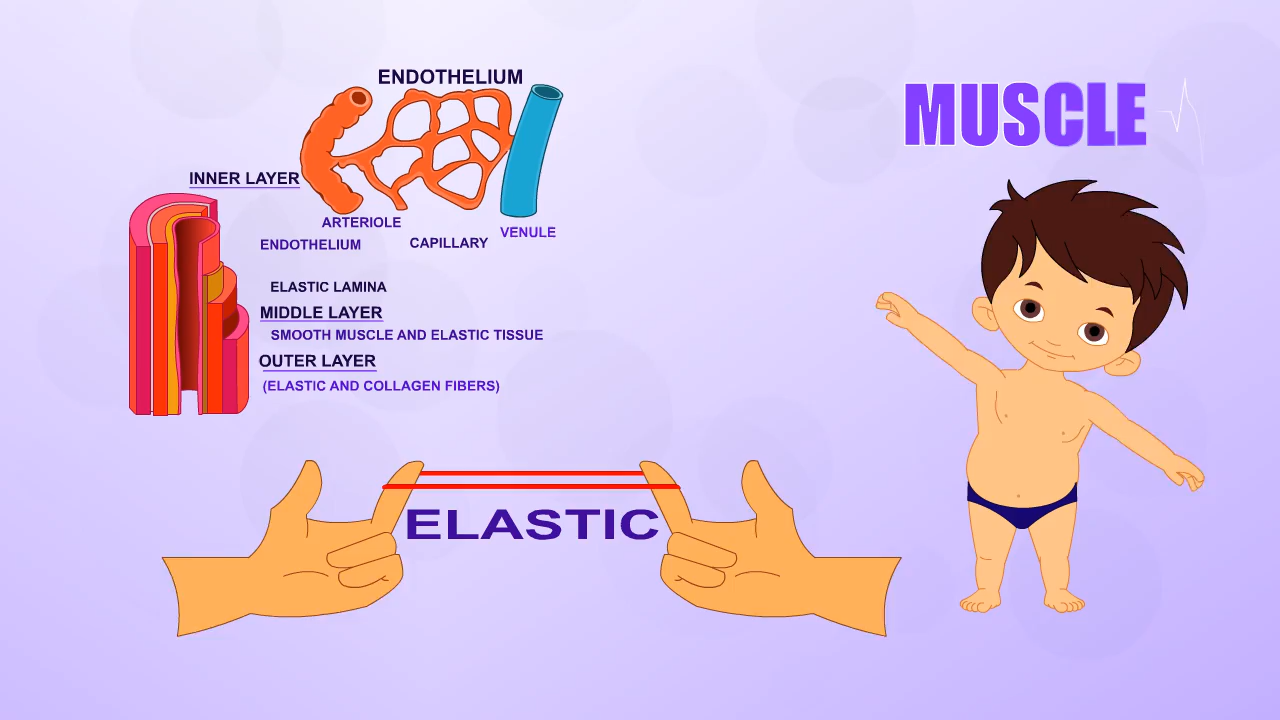 ENDOTHELIUM
MUSCLE
INNER LAYER
ARTERIOLE
VENULE
ENDOTHELIUM
CAPILLARY
ELASTIC LAMINA
MIDDLE LAYER
SMOOTH MUSCLE AND ELASTIC TISSUE
OUTER LAYER
(ELASTIC AND COLLAGEN FIBERS)
ELASTIC